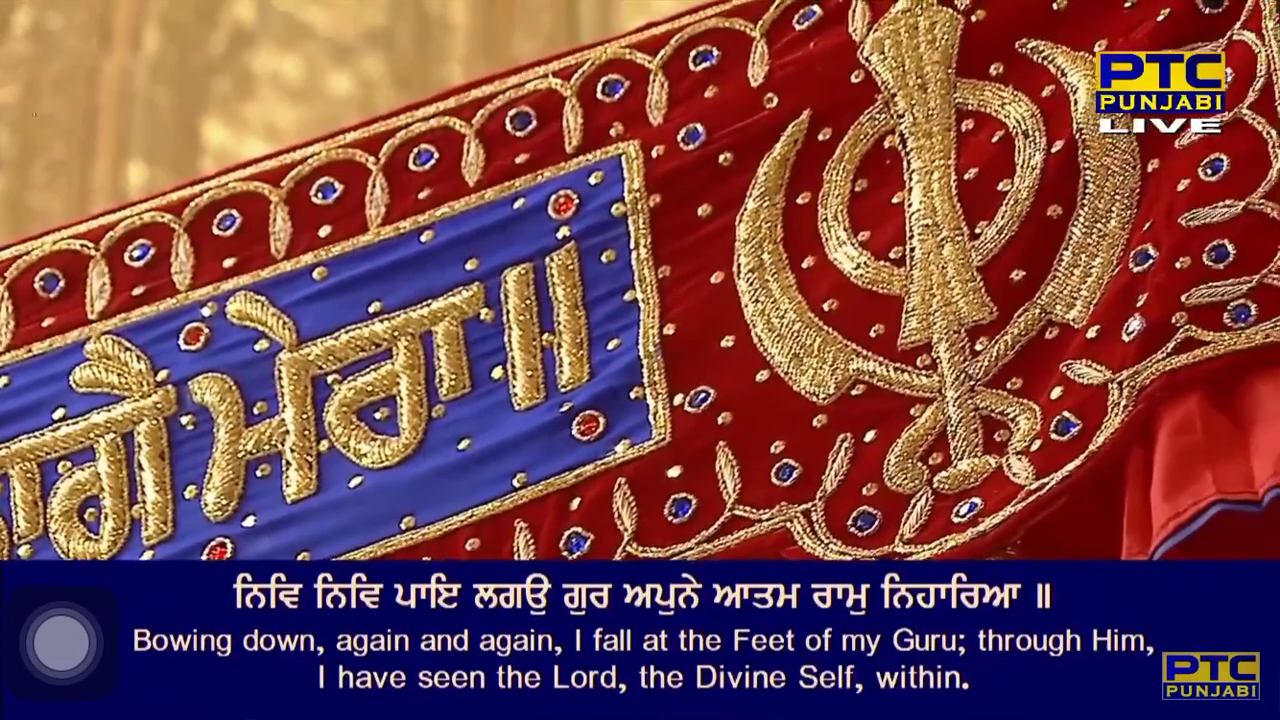 PTC
PUNJABI
LIVE
ਲਾਗੈ ਮੇਰਾ॥
ਨਿਵਿ ਨਿਵਿ ਪਾਇ ਲਗਉ ਗੁਰ ਅਪੁਨੇ ਆਤਮ ਰਾਮੁ ਨਿਹਾਰਿਆ ॥
Bowing down, again and again, I fall at the Feet of my Guru; through Him,
I have seen the Lord, the Divine Self, within.
PTC
PUNJABI